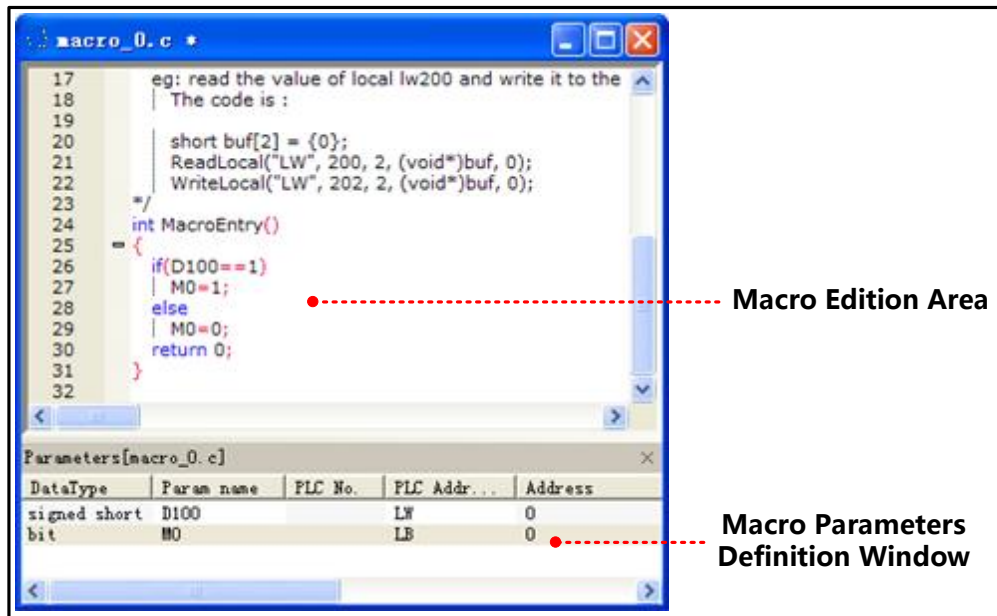 macro_0.c *
17 eg: read the value of local lw200 and write it to the
18 The code is :
19
20 short buf[2] = {0};
21 ReadLocal("LW", 200, 2, (void*)buf, 0);
22 WriteLocal("LW", 202, 2, (void*)buf, 0);
23 */
24 int MacroEntry()
25 {
26 if(D100==1)
27 M0=1;
28 else
29 M0=0;
30 return 0;
31 }
32
Macro Edition Area
Parameters[macro_0.c]
DataType Param name PLC No. PLC Addr... Address
signed short D100 LW 0
bit M0 LB 0
Macro Parameters
Definition Window